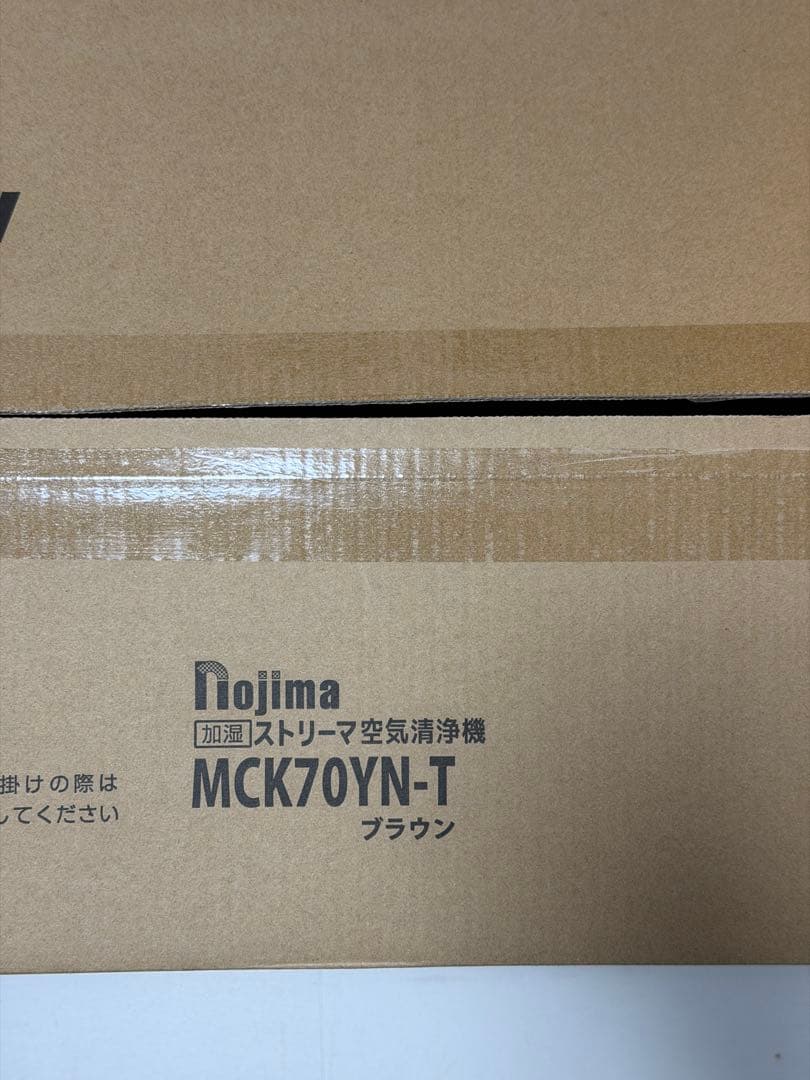 nojima
加湿 ストリーマ空気清浄機
MCK70YN-T
ブラウン
掛けの際は
してください